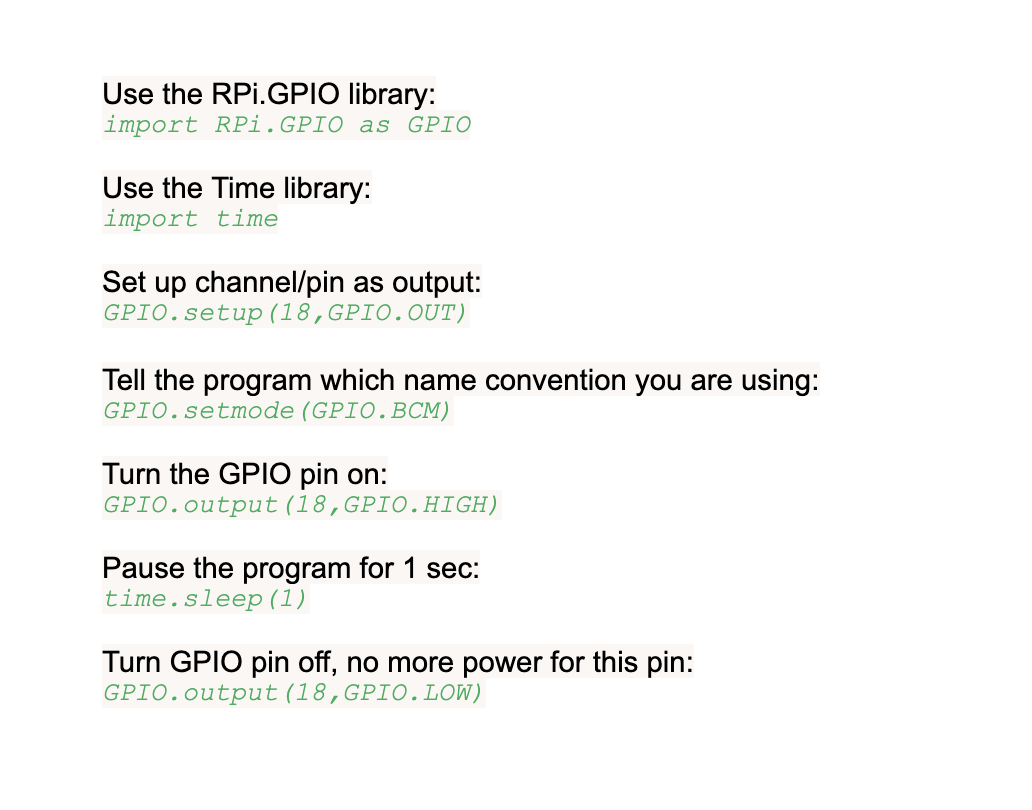 Use the RPi.GPIO library:
import RPi.GPIO as GPIO
Use the Time library:
import time
Set up channel/pin as output:
GPIO.setup(18,GPIO.OUT)
Tell the program which name convention you are using:
GPIO.setmode(GPIO.BCM)
Turn the GPIO pin on:
GPIO.output(18,GPIO.HIGH)
Pause the program for 1 sec:
time.sleep(1)
Turn GPIO pin off, no more power for this pin:
GPIO.output(18,GPIO.LOW)